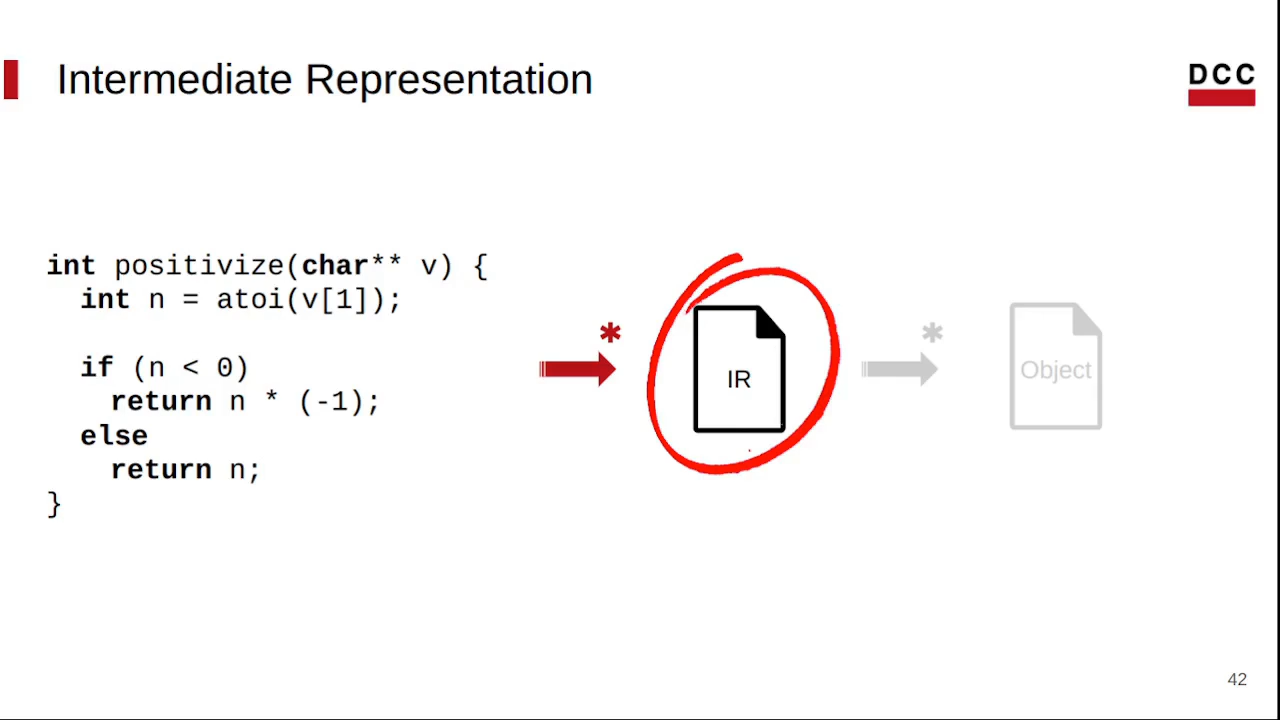 Intermediate Representation
DCC
int positivize(char** v) {
  int n = atoi(v[1]);
  if (n < 0)
    return n * (-1);
  else
    return n;
}
*
IR
*
Object
42